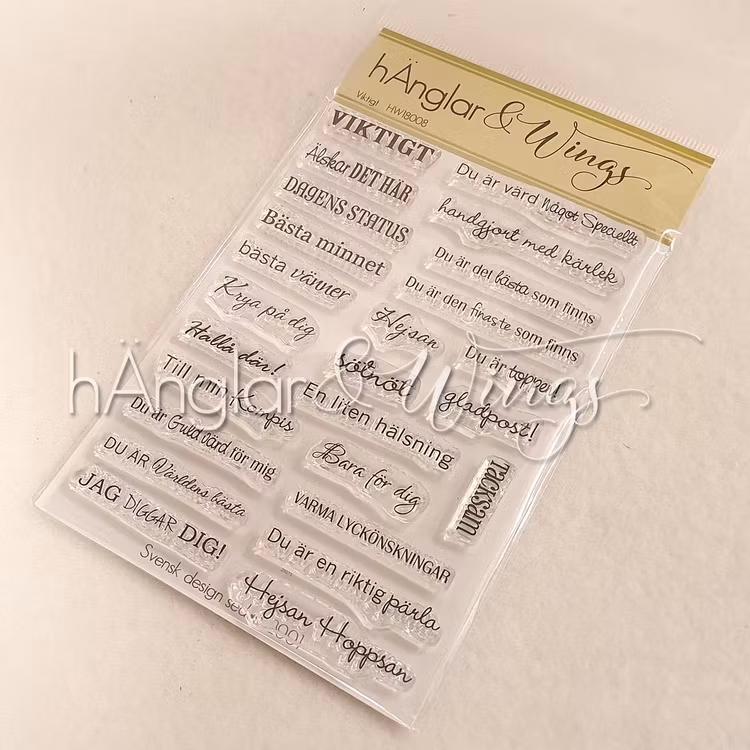 hÄnglar & Wings
Viktigt HW18008
VIKTIGT
Älskar DET HÄR
DAGENS STATUS
Bästa minnet
bästa vänner
Krya på dig
Hallå där!
Till min
Du är Guld värd för mig
DU ÄR Världens bästa
JAG DIGGAR DIG!
Svensk design
2001
Du är värd Något Speciellt
handgjort med kärlek
Du är del bästa som finns
Du är den finaste som finns
Hejsan
Du är toppen
sötnöt
gladpost!
En liten hälsning
Bara för dig
Tacksam
VARMA LYCKÖNSKNINGAR
Du är en riktig pärla
Hejsan Hoppsan
hÄnglar & Wings